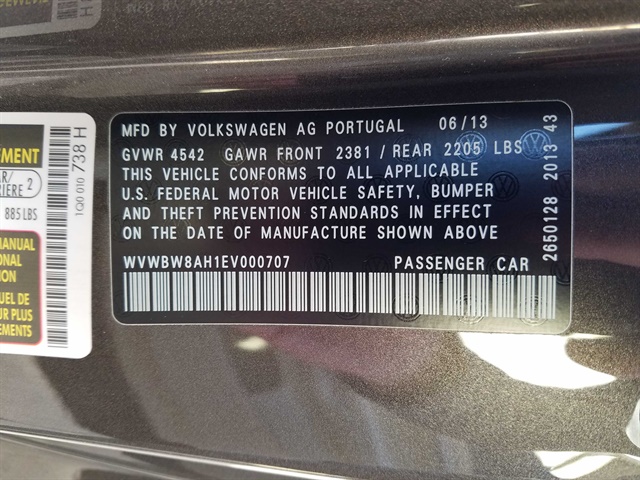 MFD BY VOLKSWAGEN AG PORTUGAL 06/13
GVWR 4542 GAWR FRONT 2381 / REAR 2205 LBS
THIS VEHICLE CONFORMS TO ALL APPLICABLE
U.S. FEDERAL MOTOR VEHICLE SAFETY, BUMPER
AND THEFT PREVENTION STANDARDS IN EFFECT
ON THE DATE OF MANUFACTURE SHOWN ABOVE
WVWBW8AH1EV000707 PASSENGER CAR
2650128 2013 43
1Q0 010 738 H
2
885 LBS
MANUAL